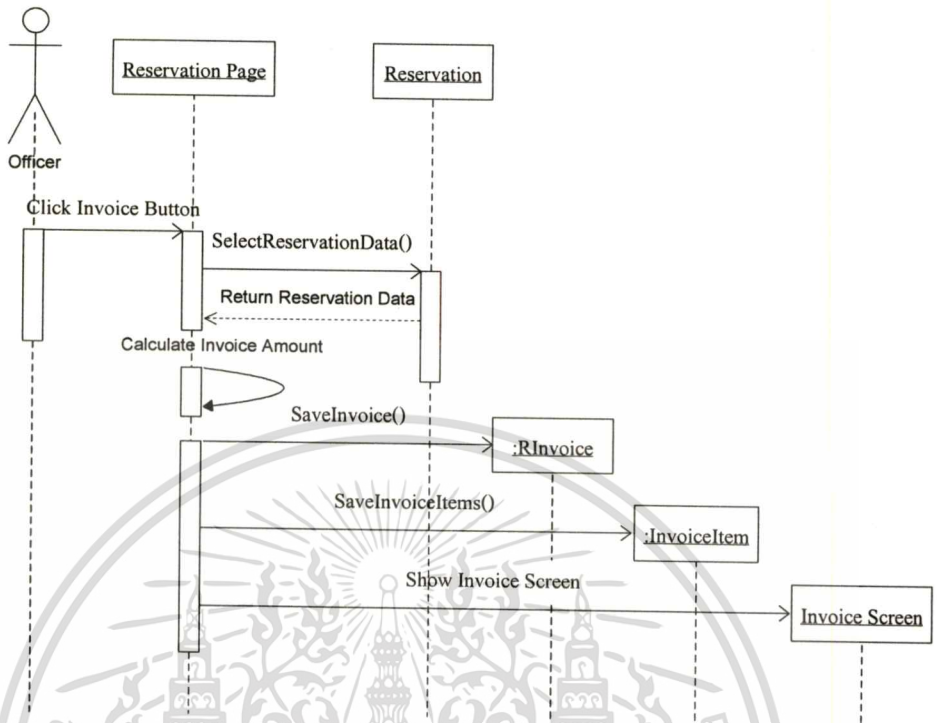 Reservation Page
Reservation
Officer
Click Invoice Button
SelectReservationData()
Return Reservation Data
Calculate Invoice Amount
SaveInvoice()
:RInvoice
SaveInvoiceItems()
:InvoiceItem
Show Invoice Screen
Invoice Screen